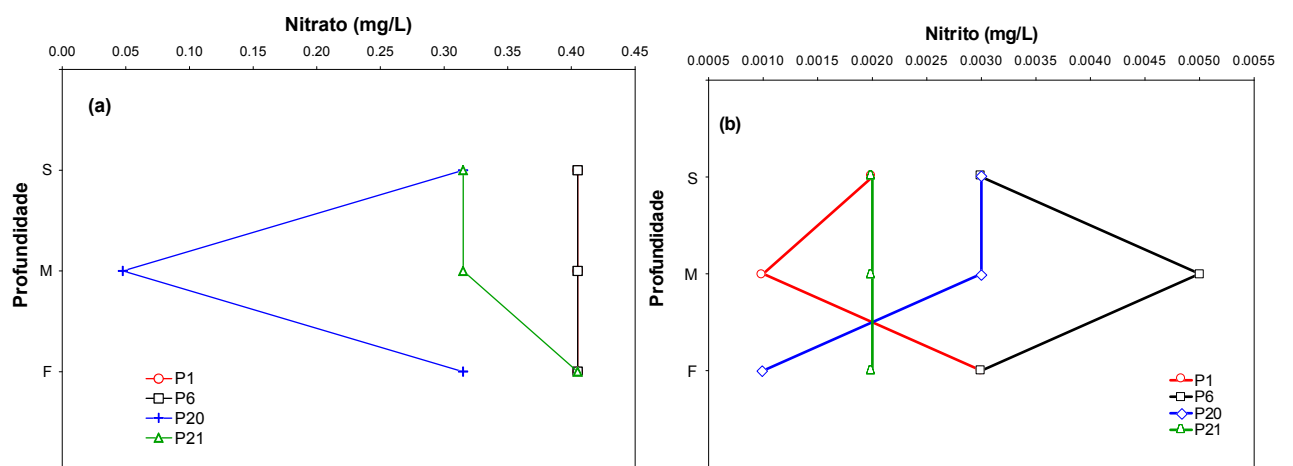 Nitrato (mg/L)
0.00 0.05 0.10 0.15 0.20 0.25 0.30 0.35 0.40 0.45
(a)
Profundidade
S
M
F
P1
P6
P20
P21
Nitrito (mg/L)
0.0005 0.0010 0.0015 0.0020 0.0025 0.0030 0.0035 0.0040 0.0045 0.0050 0.0055
(b)
Profundidade
S
M
F
P1
P6
P20
P21